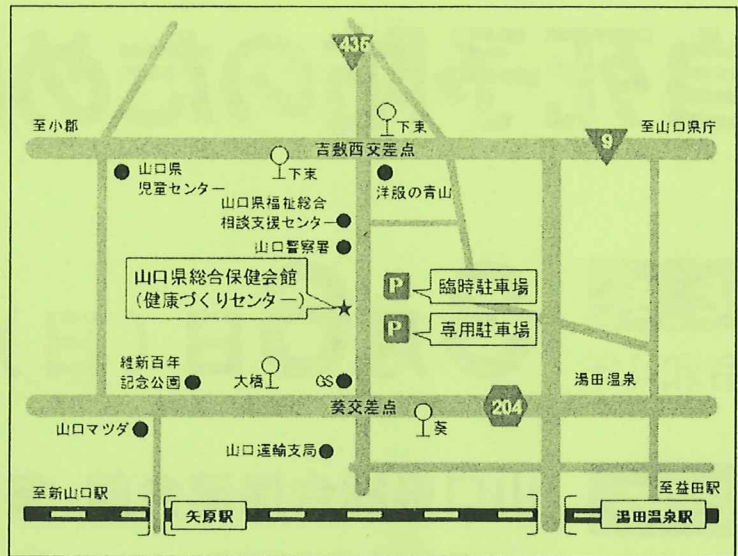 435
至小郡
下東
至山口県庁
9
吉敷西交差点
山口県
児童センター
下東
洋服の青山
山口県福祉総合
相談支援センター
山口警察署
山口県総合保健会館
(健康づくりセンター)
P 臨時駐車場
P 専用駐車場
維新百年
記念公園
大橋
GS
湯田温泉
葵交差点
204
山口マツダ
葵
山口運輸支局
至新山口駅
至益田駅
矢原駅
湯田温泉駅